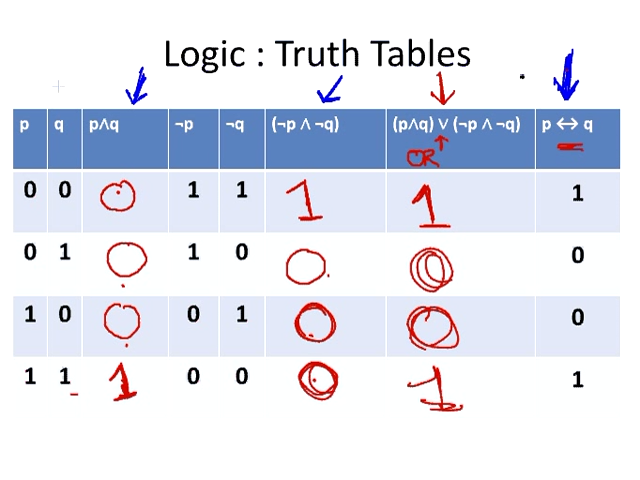 Logic : Truth Tables
p q p∧q ¬p ¬q (¬p ∧ ¬q) (p∧q) ∨ (¬p ∧ ¬q) p ↔ q
OR
0 0 0 1 1 1 1 1
0 1 0 1 0 0 0 0
1 0 0 0 1 0 0 0
1 1 1 0 0 0 1 1